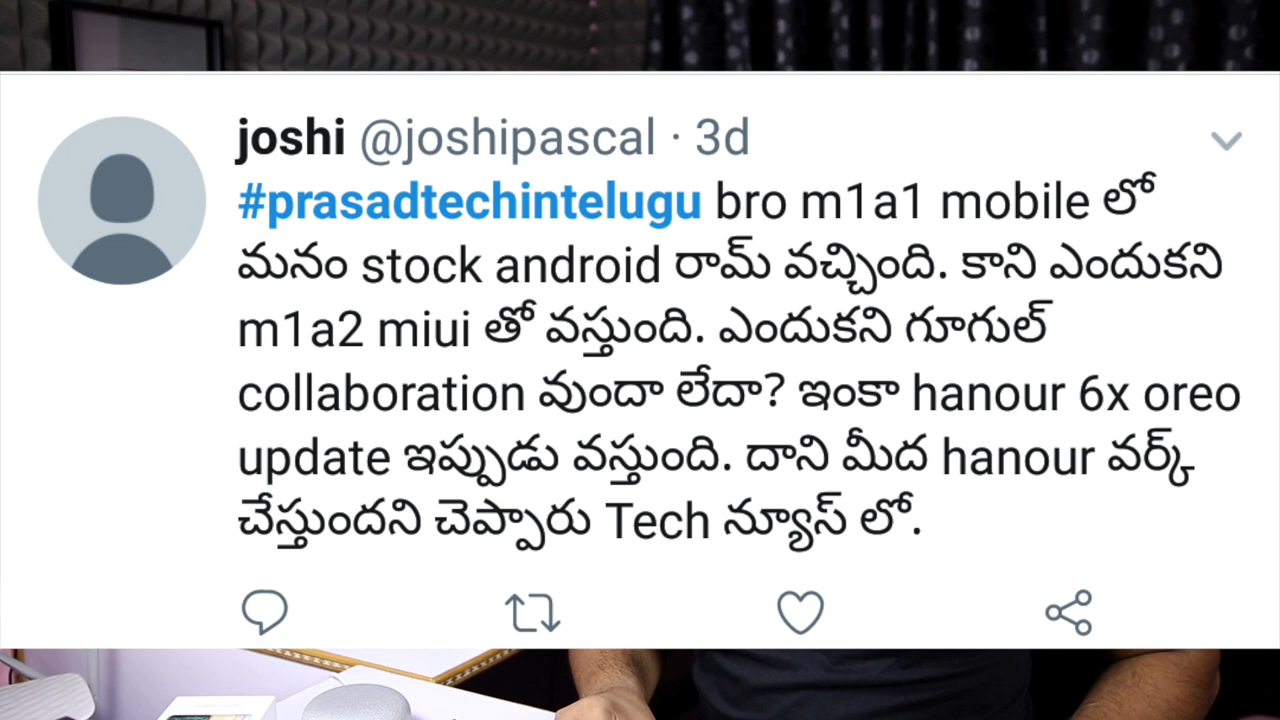 joshi @joshipascal · 3d
#prasadtechintelugu bro m1a1 mobile లో
మనం stock android రామ్ వచ్చింది. కాని ఎందుకని
m1a2 miui తో వస్తుంది. ఎందుకని గూగుల్
collaboration వుందా లేదా? ఇంకా hanour 6x oreo
update ఇప్పుడు వస్తుంది. దాని మీద hanour వర్క్
చేస్తుందని చెప్పారు Tech న్యూస్ లో.